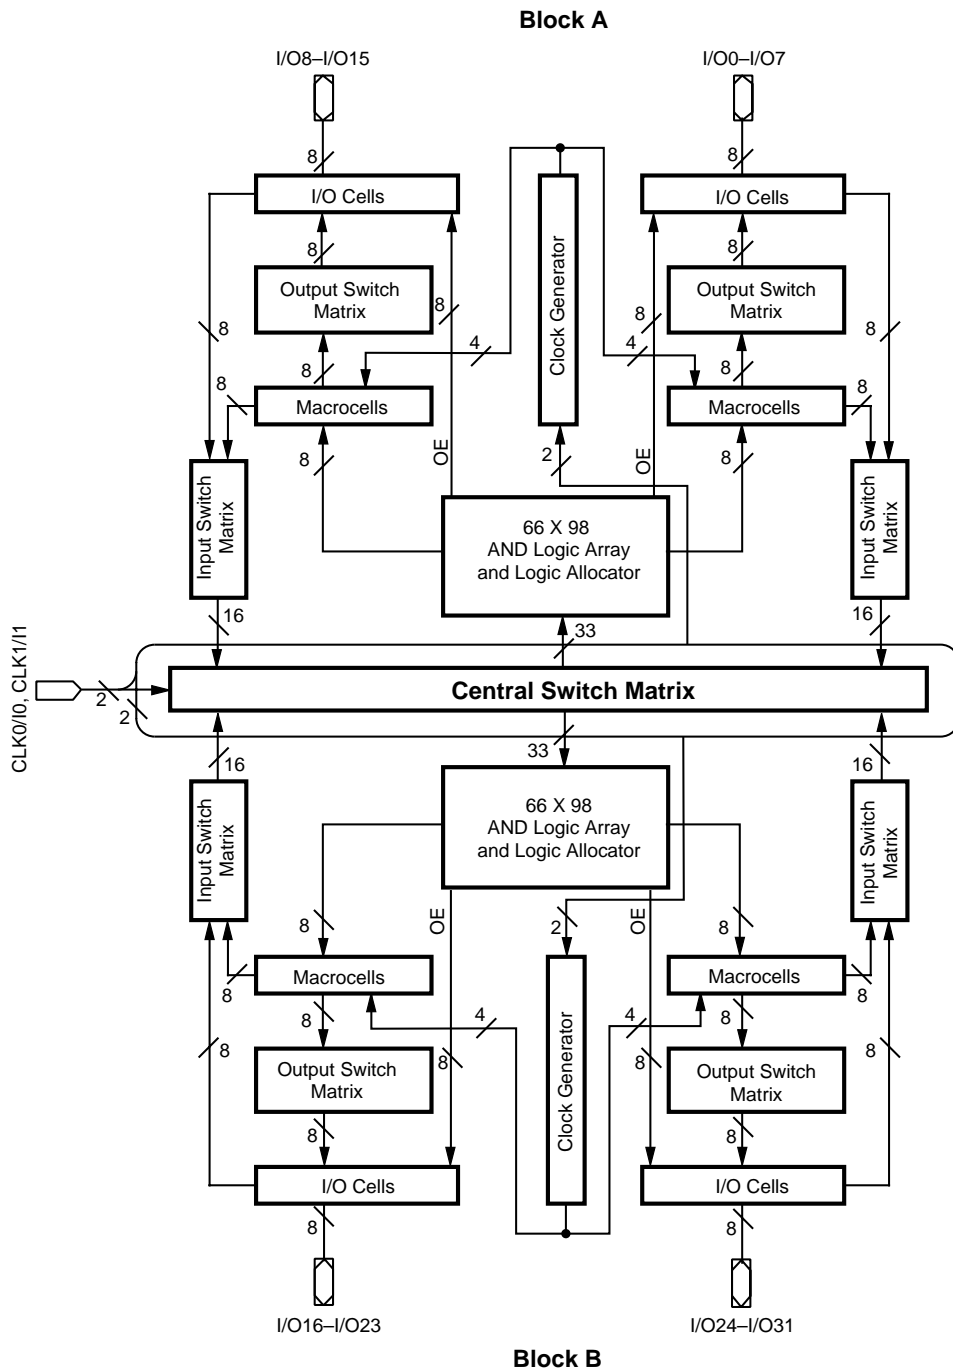 Block A
I/O8–I/O15
I/O0–I/O7
8
8
I/O Cells
I/O Cells
8
8
Output Switch
Matrix
Clock Generator
Output Switch
Matrix
8
8
8
8
4
4
8
8
8
8
Macrocells
Macrocells
OE
OE
8
2
8
Input Switch
Matrix
66 X 98
AND Logic Array
and Logic Allocator
Input Switch
Matrix
16
33
16
CLK0/I0, CLK1/I1
2
2
Central Switch Matrix
16
33
16
Input Switch
Matrix
66 X 98
AND Logic Array
and Logic Allocator
Input Switch
Matrix
8
OE
2
OE
8
Macrocells
Macrocells
8
8
8
4
4
8
8
8
8
8
Output Switch
Matrix
Clock Generator
Output Switch
Matrix
8
8
I/O Cells
I/O Cells
8
8
I/O16–I/O23
I/O24–I/O31
Block B